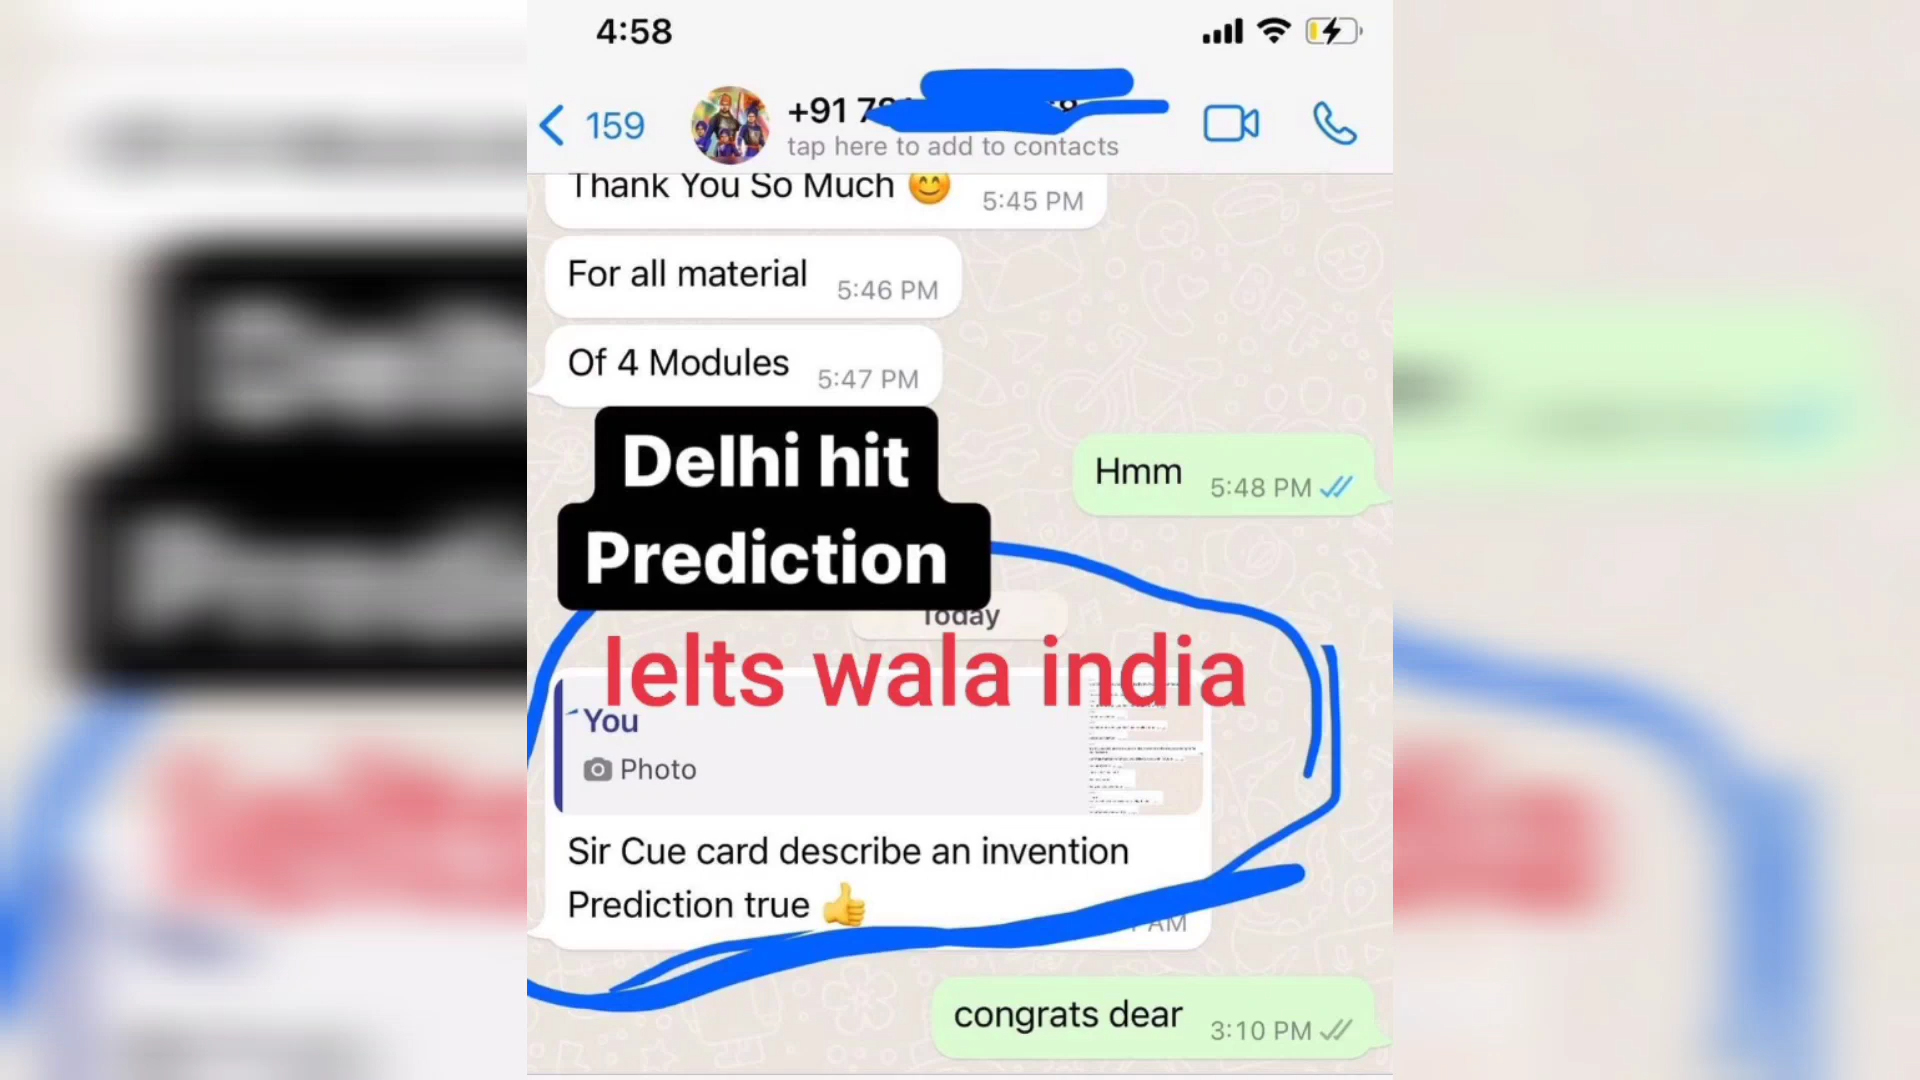 4:58
159
+91 7
tap here to add to contacts
Thank You So Much 😊 5:45 PM
For all material 5:46 PM
Of 4 Modules 5:47 PM
Hmm 5:48 PM
Delhi hit
Prediction
Today
Ielts wala india
You
Photo
Sir Cue card describe an invention
Prediction true 👍
AM
congrats dear 3:10 PM